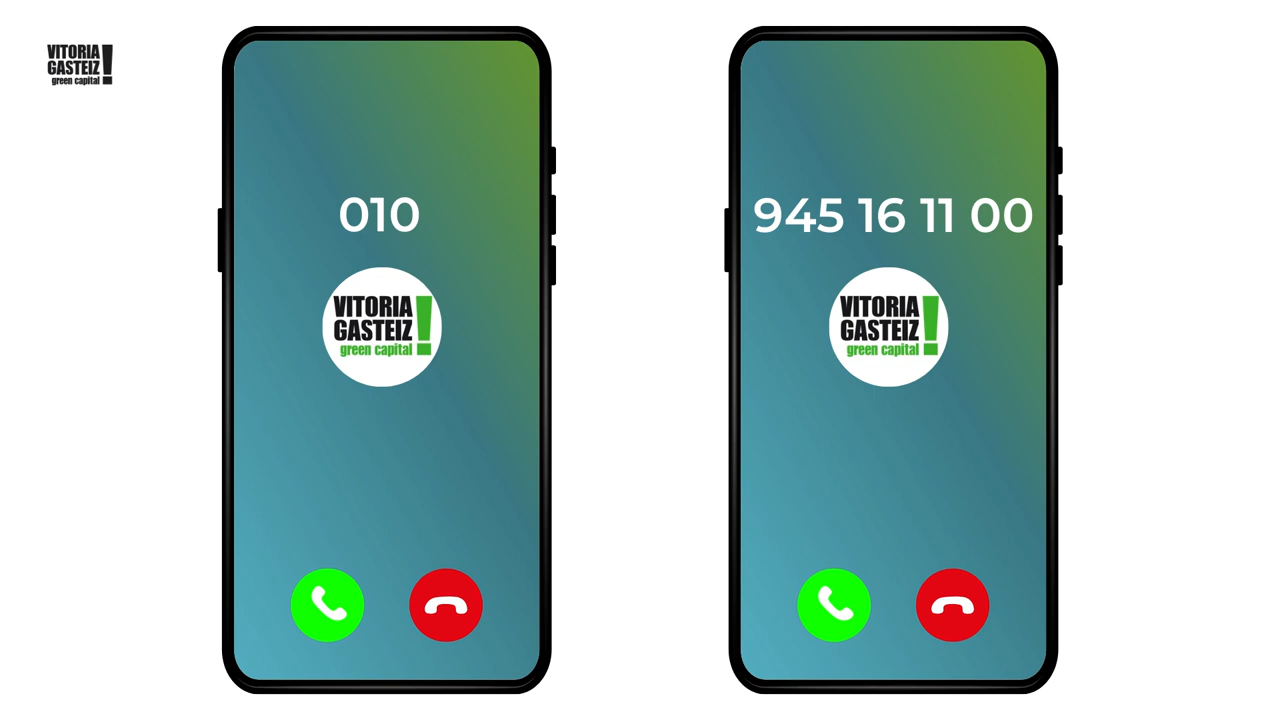 VITORIA
GASTEIZ!
green capital
010
VITORIA
GASTEIZ!
green capital
945 16 11 00
VITORIA
GASTEIZ!
green capital